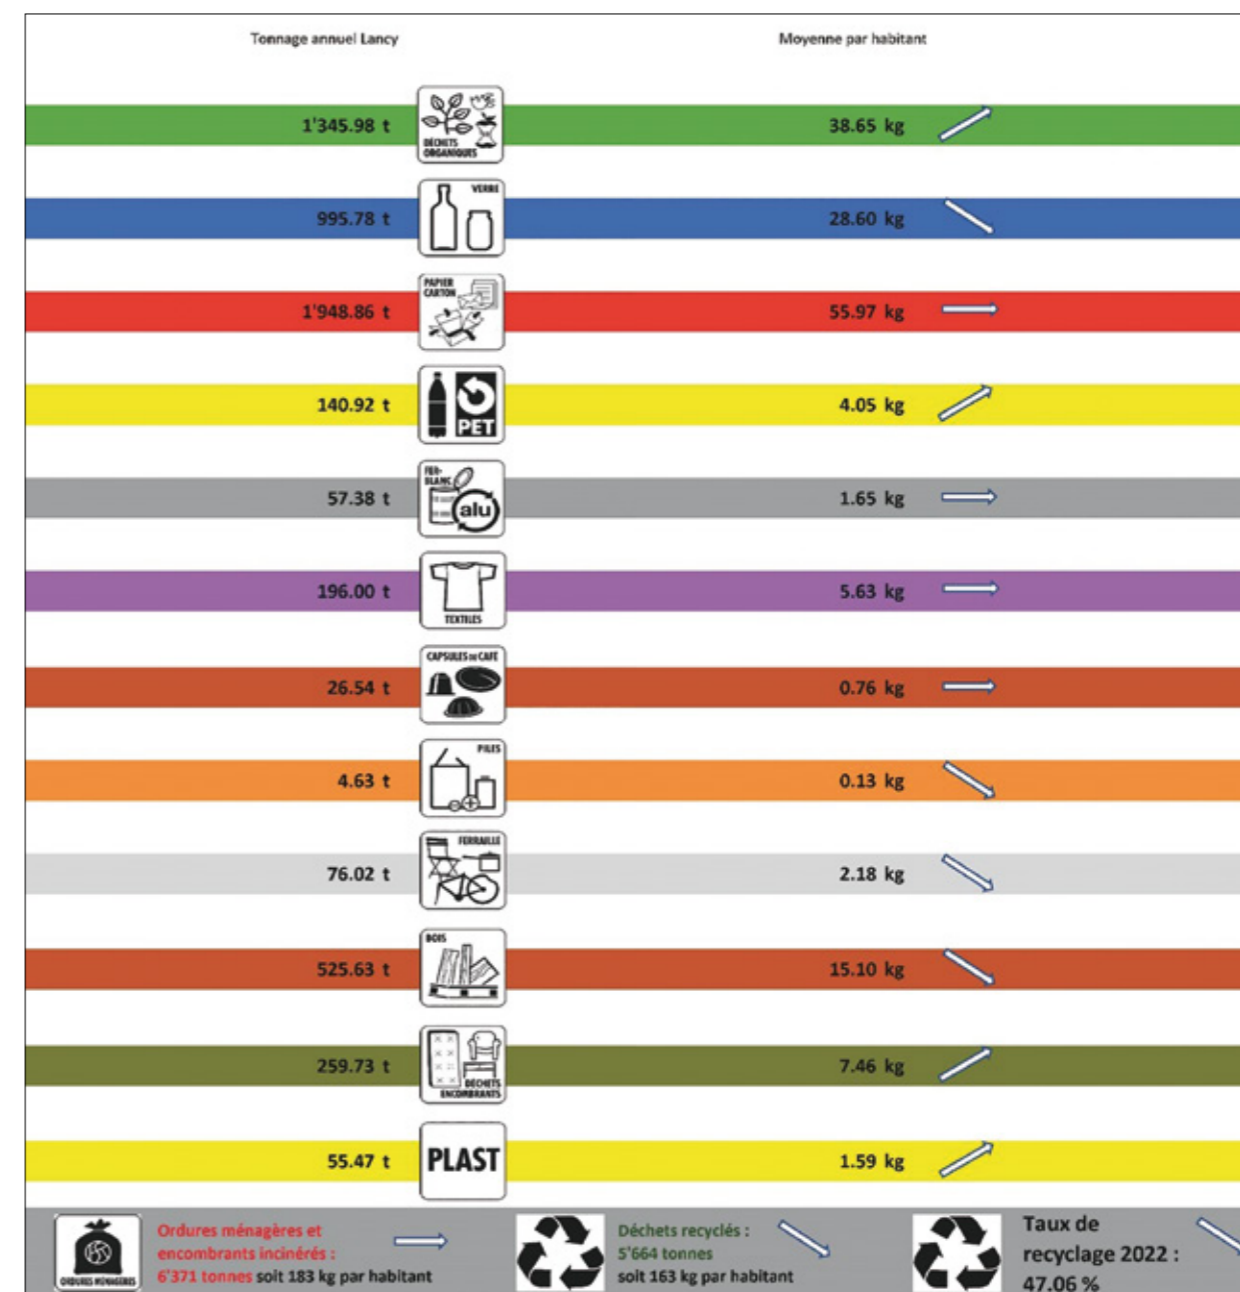 Tonnage annuel Lancy Moyenne par habitant
1'345.98 t DÉCHETS ORGANIQUES 38.65 kg
995.78 t VERRE 28.60 kg
1'948.86 t PAPIER CARTON 55.97 kg
140.92 t PET 4.05 kg
57.38 t FER-BLANC alu 1.65 kg
196.00 t TEXTILES 5.63 kg
26.54 t CAPSULES DE CAFÉ 0.76 kg
4.63 t PILES 0.13 kg
76.02 t FERRAILLE 2.18 kg
525.63 t BOIS 15.10 kg
259.73 t DÉCHETS ENCOMBRANTS 7.46 kg
55.47 t PLAST 1.59 kg
ORDURES MÉNAGÈRES
Ordures ménagères et
encombrants incinérés :
6'371 tonnes soit 183 kg par habitant
Déchets recyclés :
5'664 tonnes
soit 163 kg par habitant
Taux de
recyclage 2022 :
47.06 %